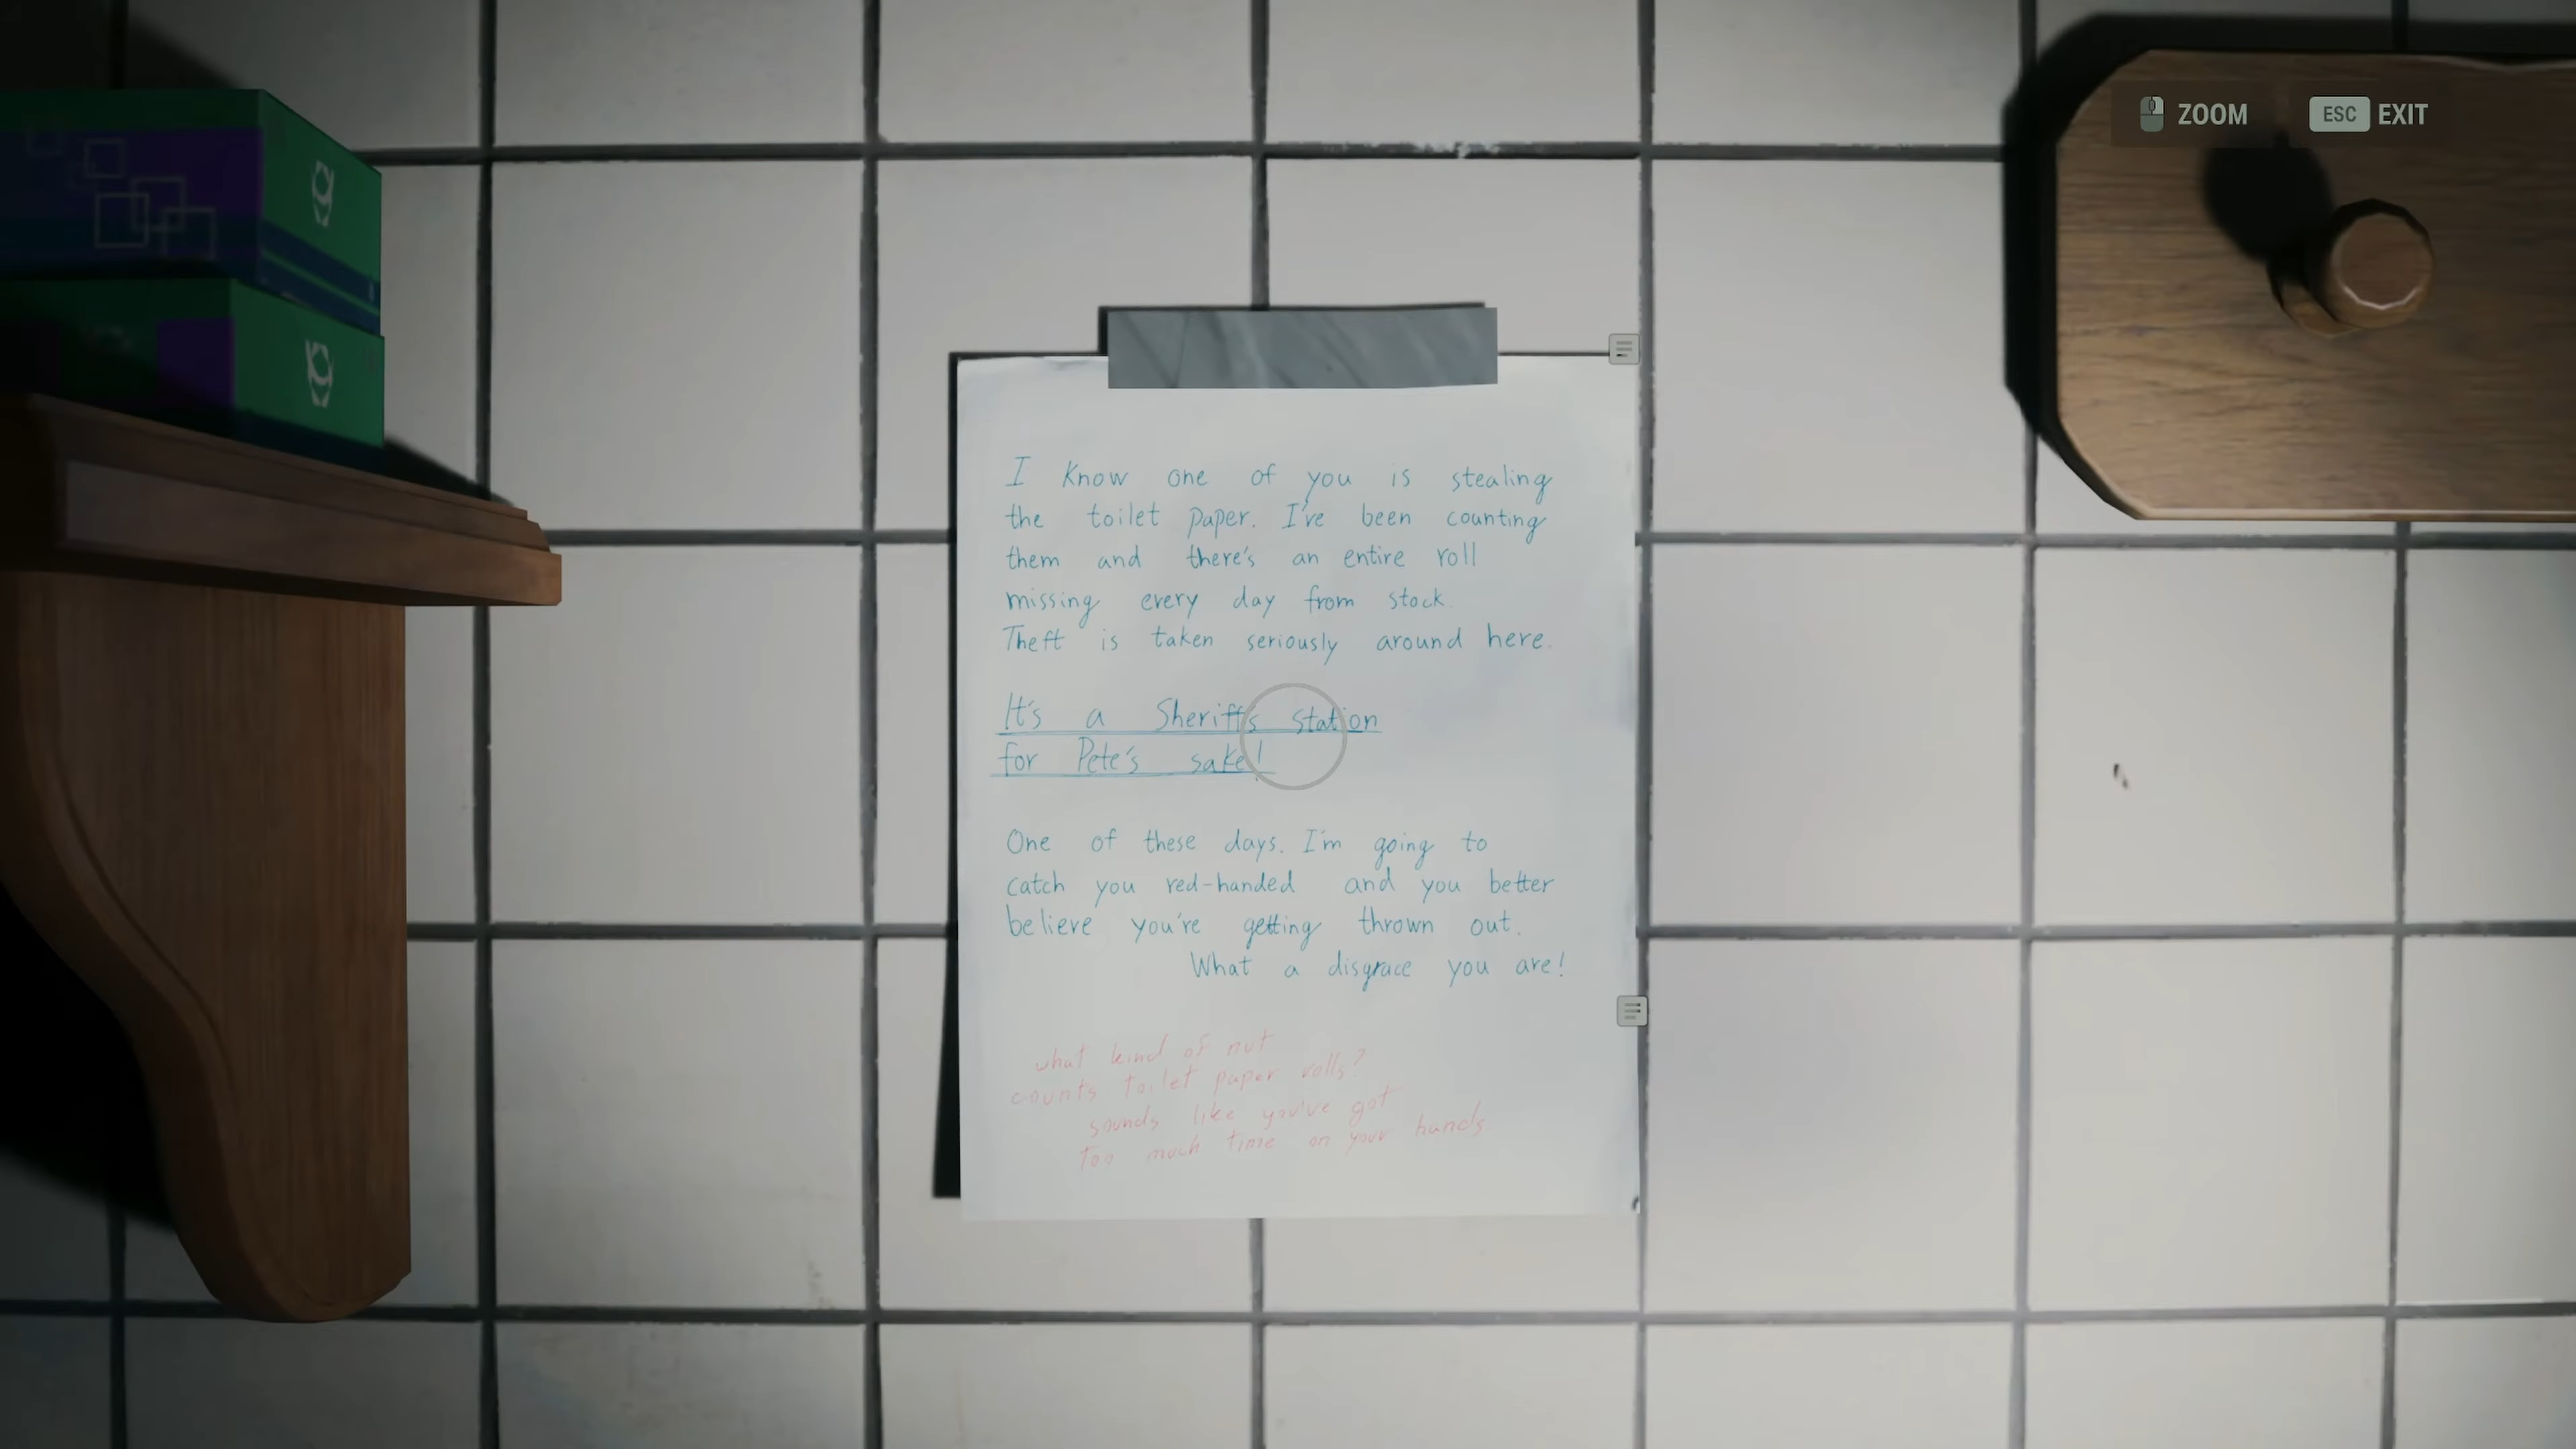 ZOOM ESC EXIT
I know one of you is stealing
the toilet paper. I've been counting
them and there's an entire roll
missing every day from stock.
Theft is taken seriously around here.
It's a Sheriff's station
for Pete's sake!
One of these days. I'm going to
catch you red-handed and you better
believe you're getting thrown out.
What a disgrace you are!
what kind of nut
counts toilet paper rolls?
sounds like you've got
too much time on your hands